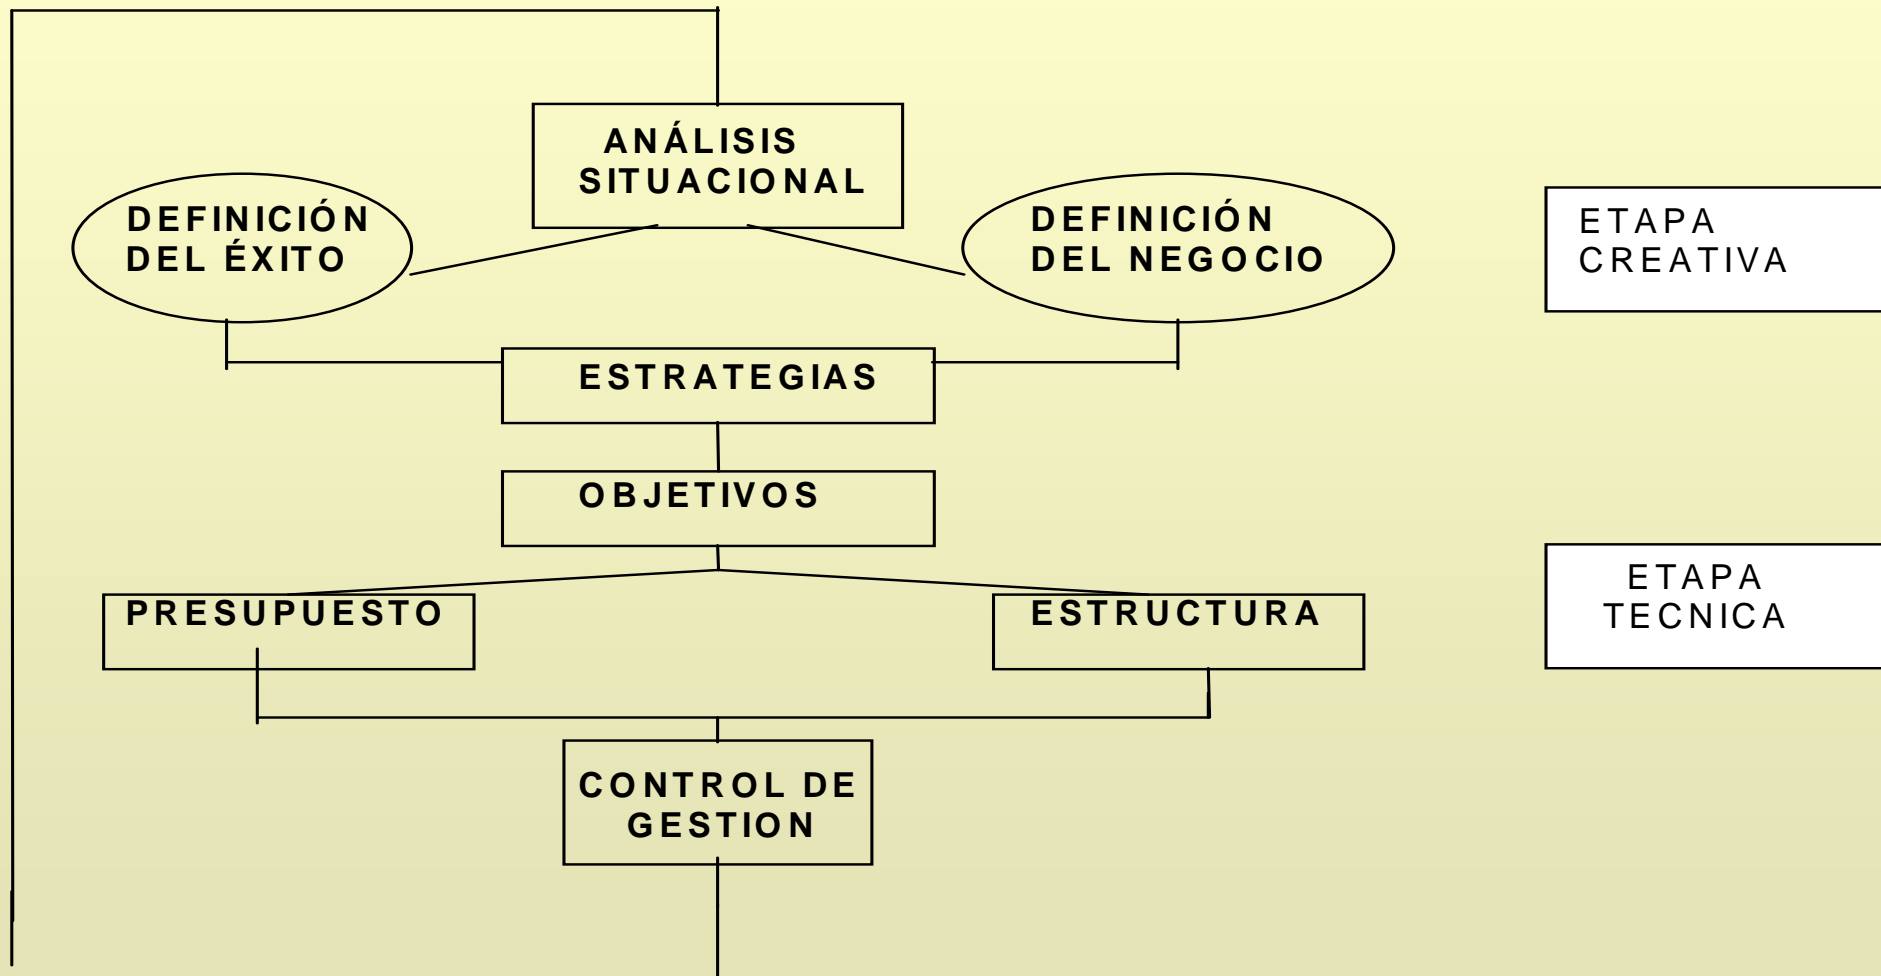 ANÁLISIS
SITUACIONAL
DEFINICIÓN
DEL ÉXITO
DEFINICIÓN
DEL NEGOCIO
ETAPA
CREATIVA
ESTRATEGIAS
OBJETIVOS
PRESUPUESTO
ESTRUCTURA
ETAPA
TECNICA
CONTROL DE
GESTION